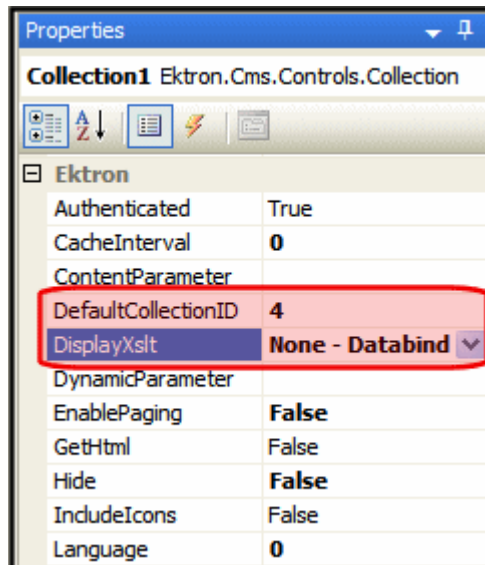 Properties
Collection1 Ektron.Cms.Controls.Collection
A
Z
Ektron
Authenticated True
CacheInterval 0
ContentParameter
DefaultCollectionID 4
DisplayXslt None - Databind
DynamicParameter
EnablePaging False
GetHtml False
Hide False
IncludeIcons False
Language 0